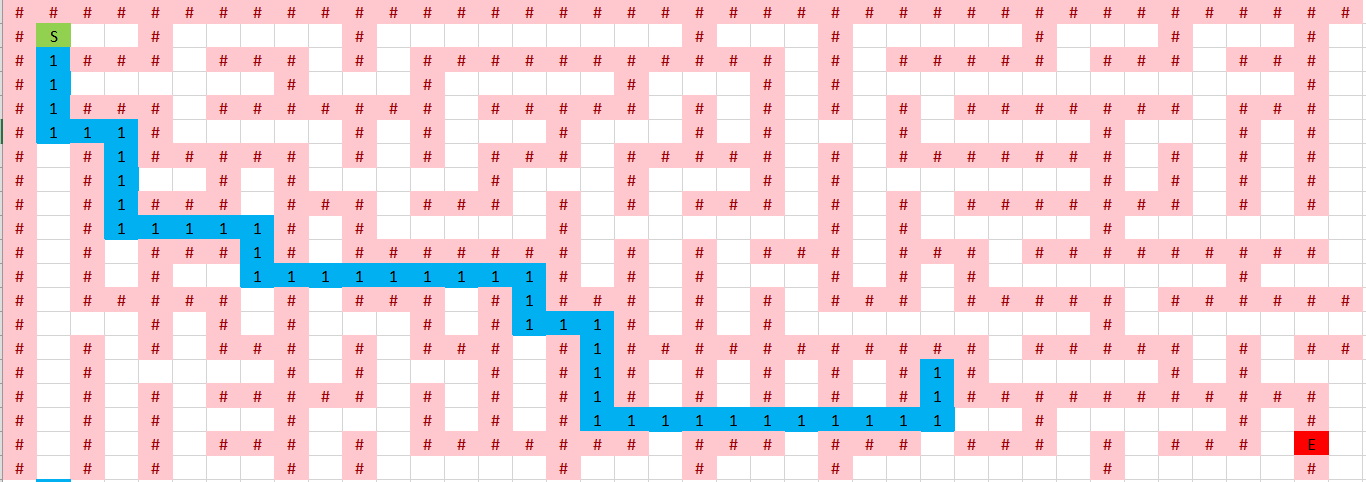 # # # # # # # # # # # # # # # # # # # # # # # # # # # # # # # # # # # # # # # #
# S # # # # # # #
# 1 # # # # # # # # # # # # # # # # # # # # # # # # # # # # # #
# 1 # # # # # #
# 1 # # # # # # # # # # # # # # # # # # # # # # # # # # # # #
# 1 1 1 # # # # # # # # # #
# # 1 # # # # # # # # # # # # # # # # # # # # # # # # # #
# # 1 # # # # # # # # # #
# # 1 # # # # # # # # # # # # # # # # # # # # # # # # #
# # 1 1 1 1 1 # # # # # #
# # # # # 1 # # # # # # # # # # # # # # # # # # # # # # # # #
# # # 1 1 1 1 1 1 1 1 1 # # # # # # #
# # # # # # # # # # # 1 # # # # # # # # # # # # # # # # # # #
# # # # # # 1 1 1 # # # #
# # # # # # # # # # # 1 # # # # # # # # # # # # # # # # # # #
# # # # 1 # # # 1 # # #
# # # # # # # # # # # # 1 # # # # # # 1 # # # # # # # # # # #
# # # # # # # 1 1 1 1 1 1 1 1 1 1 1 # # #
# # # # # # # # # # # # # # # # # # # # # # # # # # # E
# # # # # # # # # #